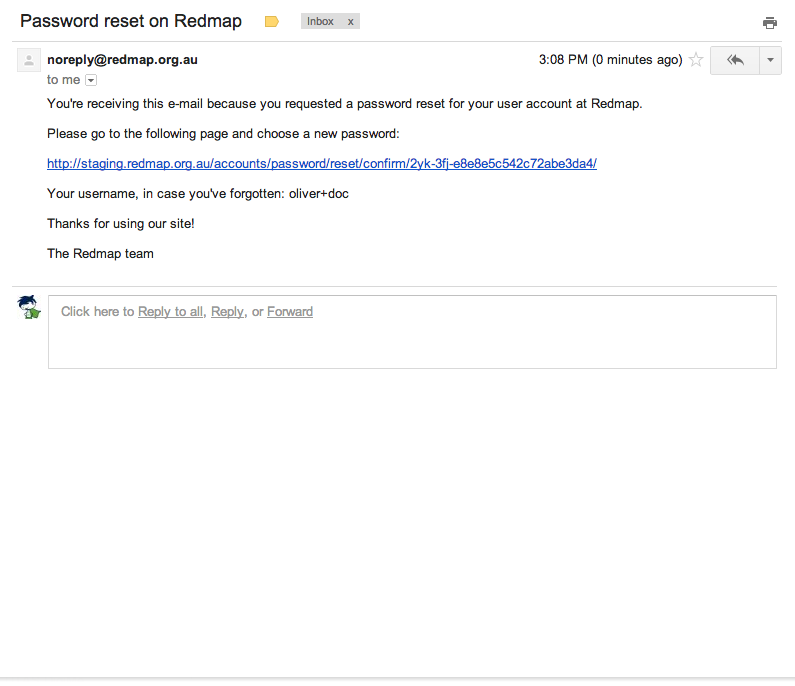 Password reset on Redmap
Inbox x
noreply@redmap.org.au 3:08 PM (0 minutes ago)
to me
You're receiving this e-mail because you requested a password reset for your user account at Redmap.
Please go to the following page and choose a new password:
http://staging.redmap.org.au/accounts/password/reset/confirm/2yk-3fj-e8e8e5c542c72abe3da4/
Your username, in case you've forgotten: oliver+doc
Thanks for using our site!
The Redmap team
Click here to Reply to all, Reply, or Forward